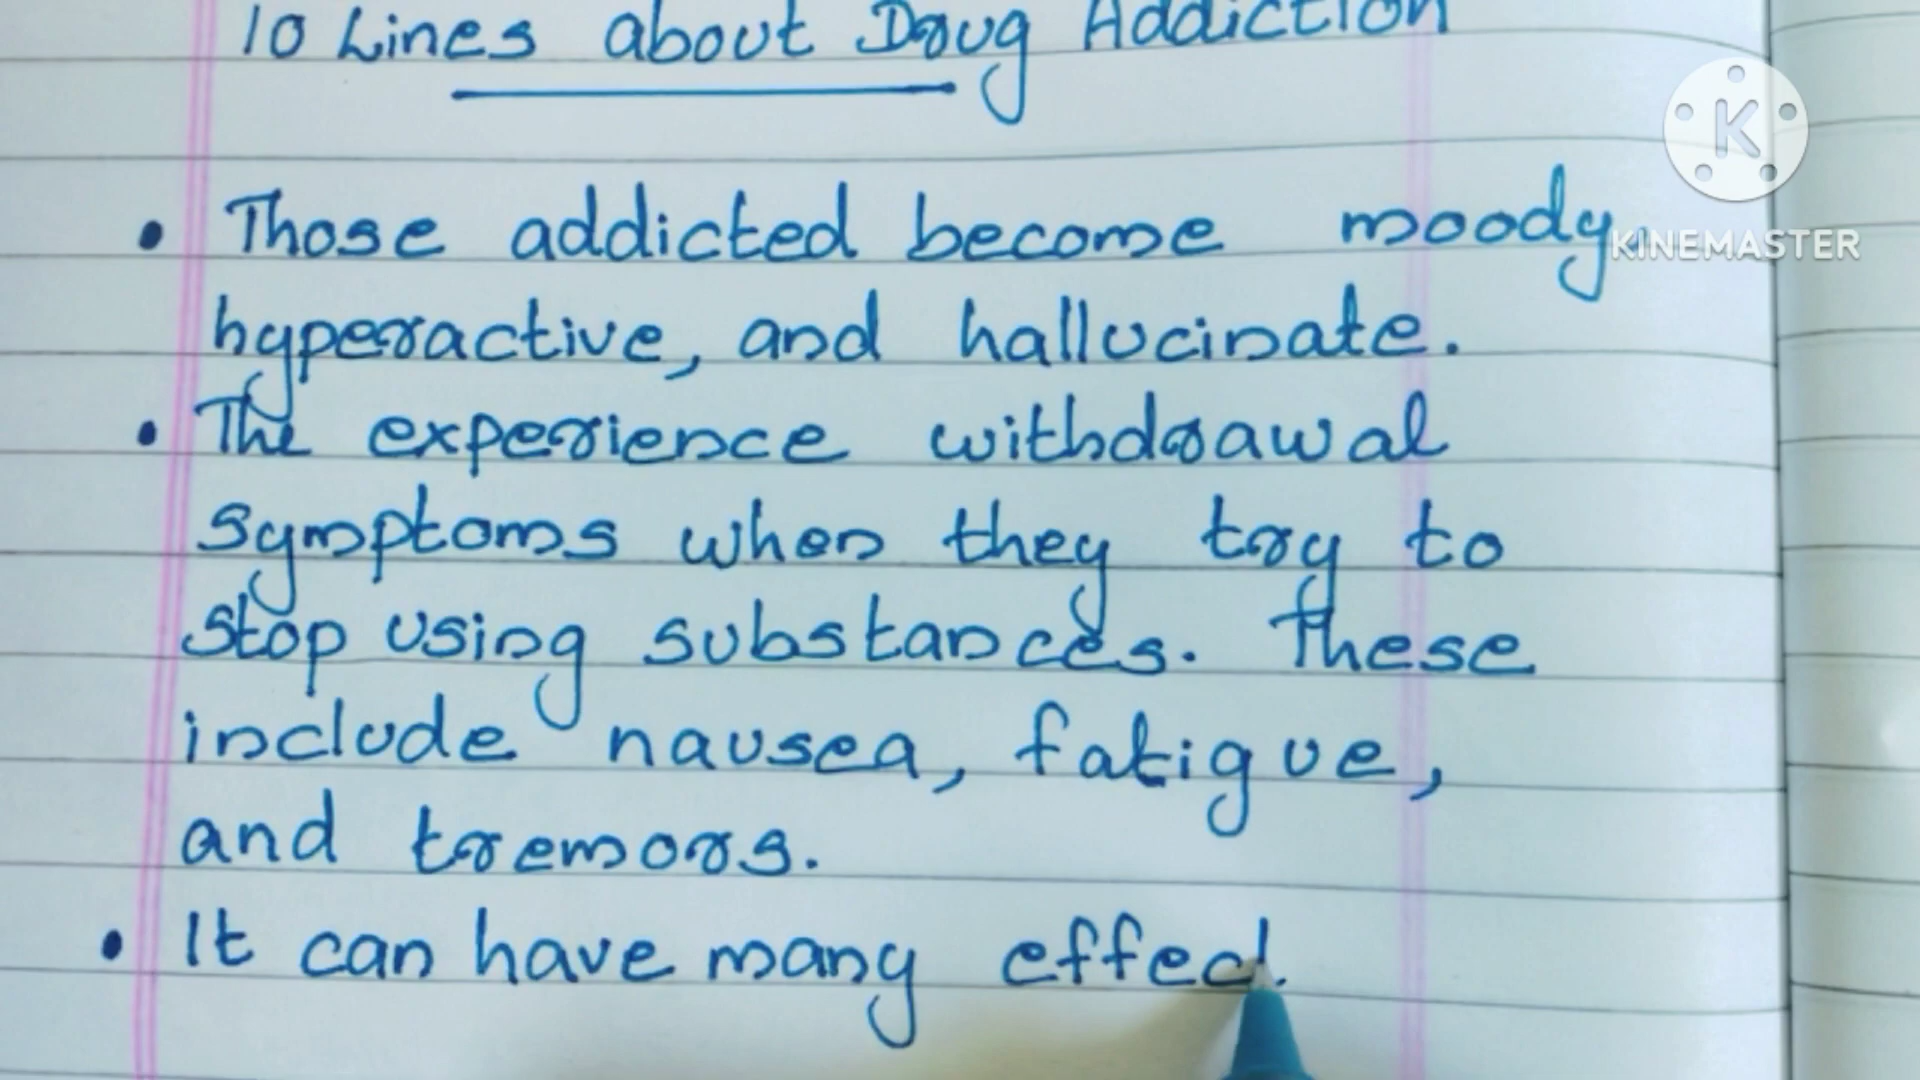 10 Lines about Drug Addiction
K
• Those addicted become moody,
KINEMASTER
hyperactive, and hallucinate.
• The experience withdrawal
symptoms when they try to
stop using substances. These
include nausea, fatigue,
and tremors.
• It can have many effect